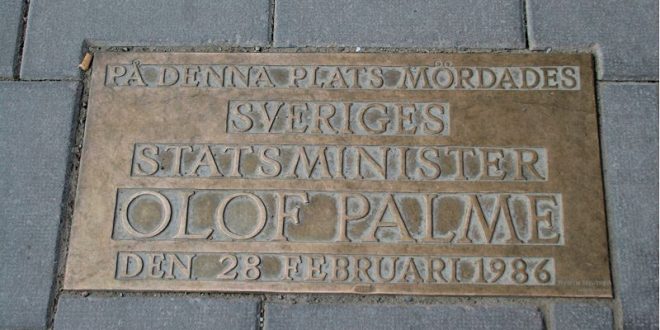 PÅ DENNA PLATS MÖRDADES
SVERIGES
STATSMINISTER
OLOF PALME
DEN 28 FEBRUARI 1986